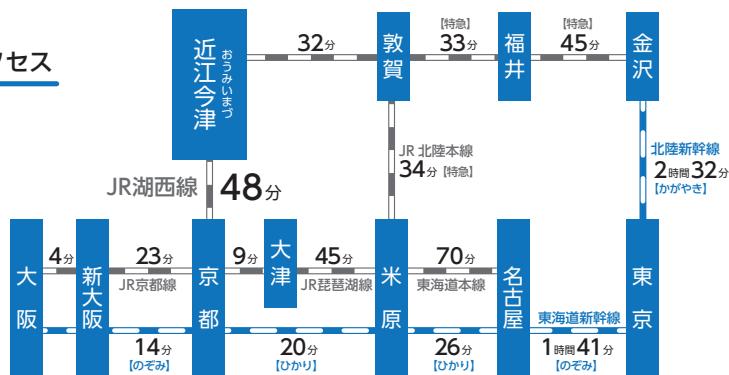 セス
近江今津
おうみいまづ
32分
敦賀
【特急】
33分
福井
【特急】
45分
金沢
JR湖西線 48分
JR 北陸本線
34分【特急】
北陸新幹線
2時間32分
【かがやき】
大阪
4分
新大阪
23分
JR京都線
京都
9分
大津
45分
JR琵琶湖線
米原
70分
東海道本線
名古屋
東海道新幹線
東京
14分
【のぞみ】
20分
【ひかり】
26分
【ひかり】
1時間41分
【のぞみ】